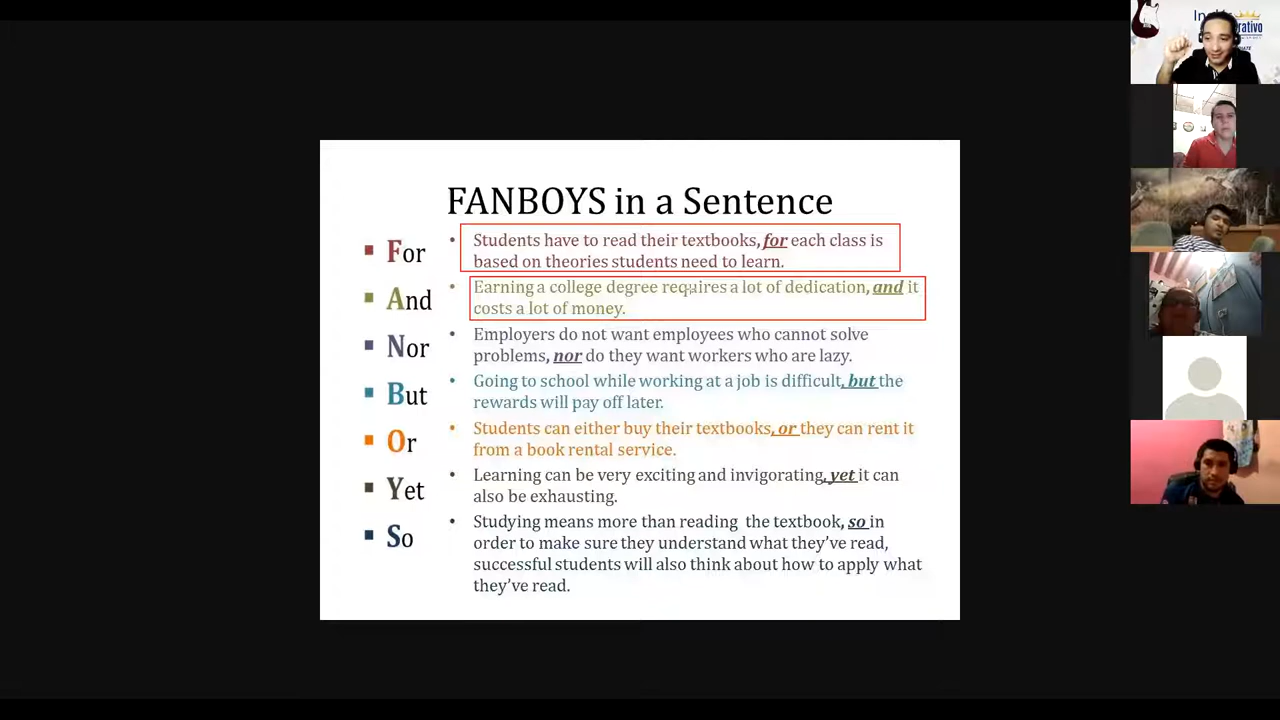 FANBOYS in a Sentence
For
Students have to read their textbooks, for each class is
based on theories students need to learn.
And
Earning a college degree requires a lot of dedication, and it
costs a lot of money.
Nor
Employers do not want employees who cannot solve
problems, nor do they want workers who are lazy.
But
Going to school while working at a job is difficult, but the
rewards will pay off later.
Or
Students can either buy their textbooks, or they can rent it
from a book rental service.
Yet
Learning can be very exciting and invigorating, yet it can
also be exhausting.
So
Studying means more than reading the textbook, so in
order to make sure they understand what they've read,
successful students will also think about how to apply what
they've read.